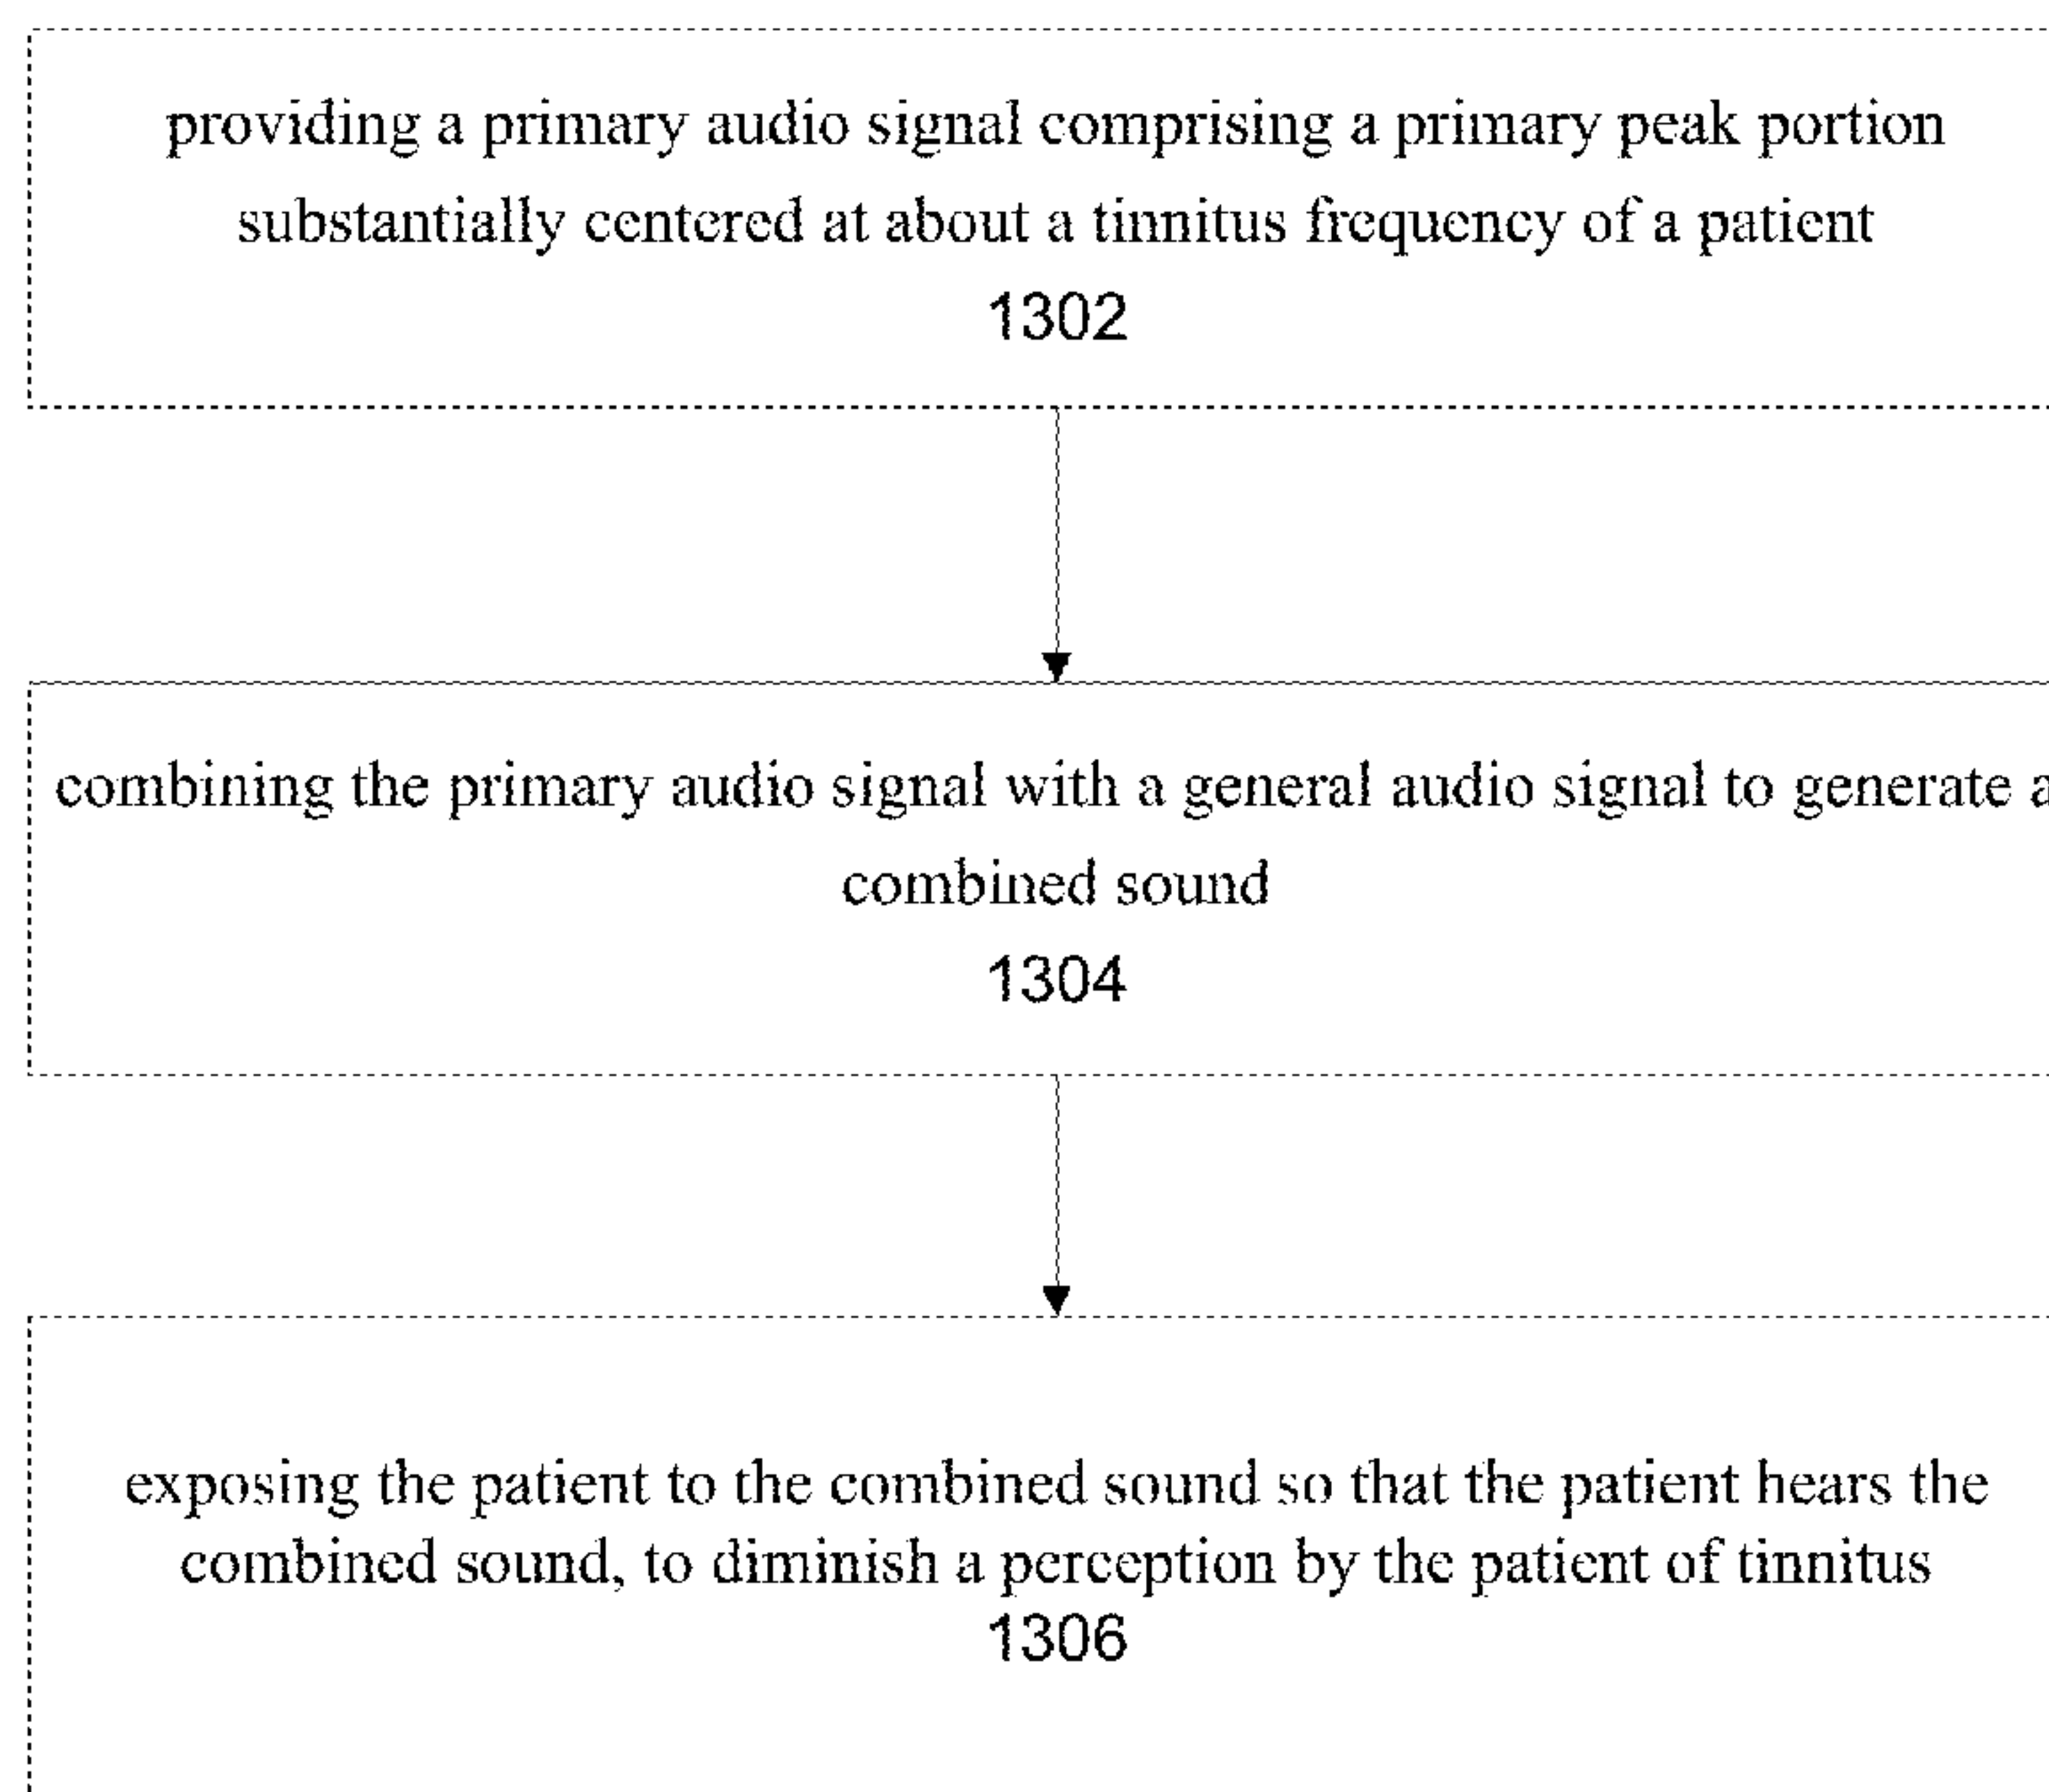 providing a primary audio signal comprising a primary peak portion
substantially centered at about a tinnitus frequency of a patient
1302
combining the primary audio signal with a general audio signal to generate a
combined sound
1304
exposing the patient to the combined sound so that the patient hears the
combined sound, to diminish a perception by the patient of tinnitus
1306